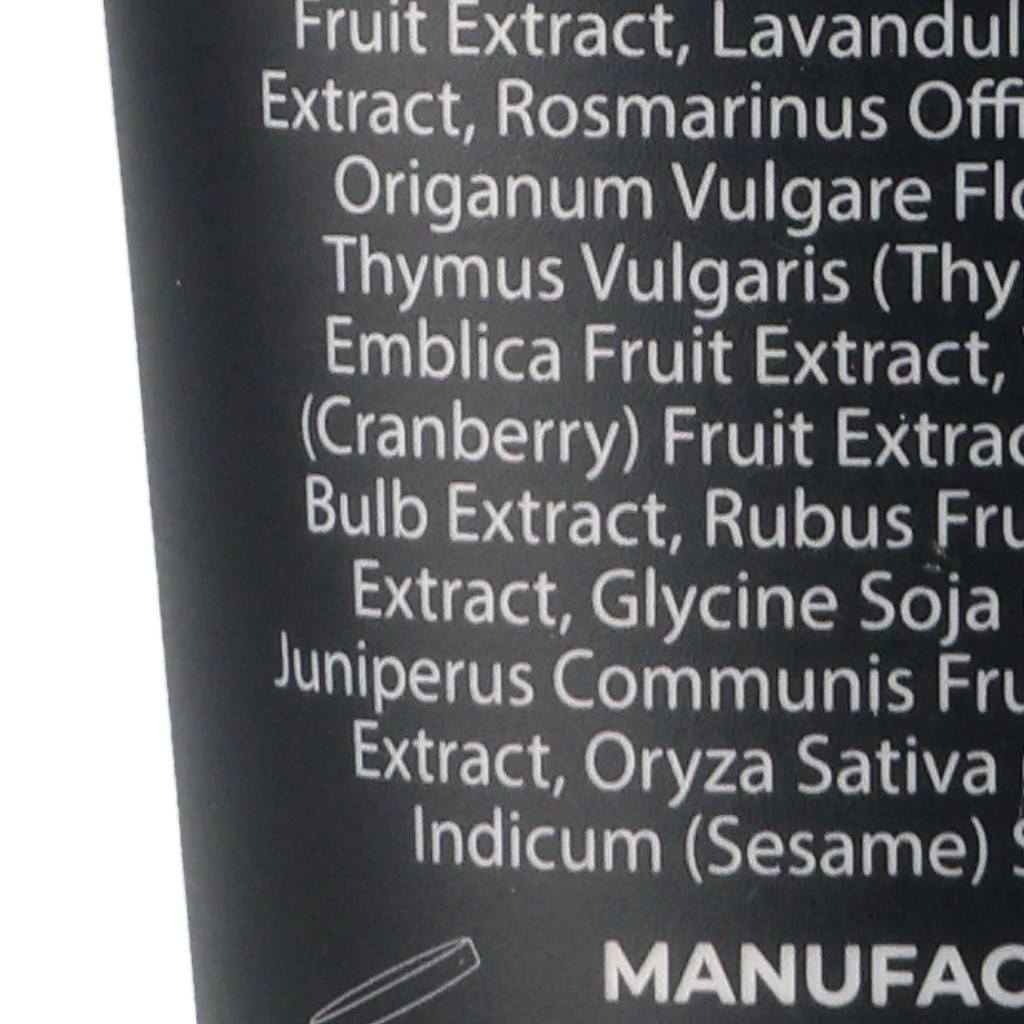 Fruit Extract, Lavandul
Extract, Rosmarinus Offi
Origanum Vulgare Flo
Thymus Vulgaris (Thy
Emblica Fruit Extract,
(Cranberry) Fruit Extrac
Bulb Extract, Rubus Fru
Extract, Glycine Soja
Juniperus Communis Fru
Extract, Oryza Sativa
Indicum (Sesame) S
MANUFAC